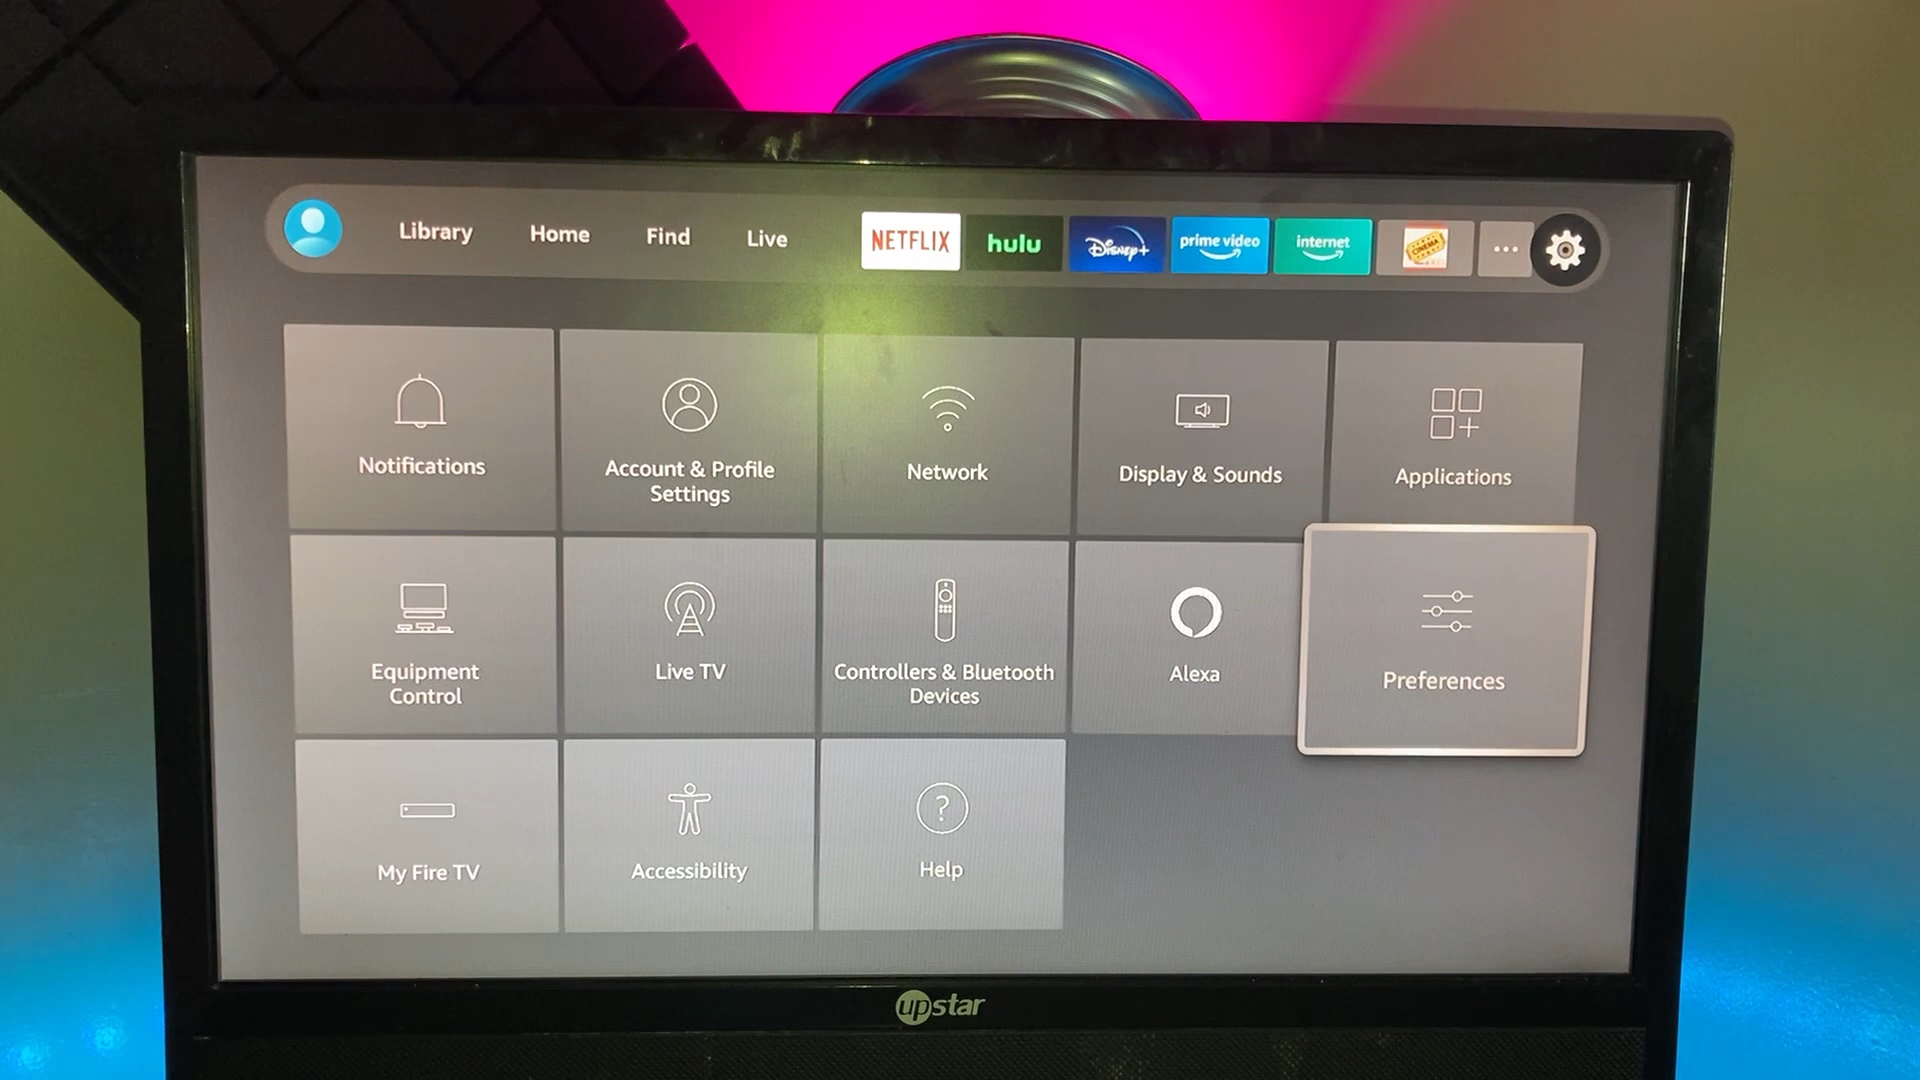 Library
Home
Find
Live
NETFLIX
hulu
Disney+
prime video
internet
CINEMA
Notifications
Account & Profile
Settings
Network
Display & Sounds
Applications
Equipment
Control
Live TV
Controllers & Bluetooth
Devices
Alexa
Preferences
My Fire TV
Accessibility
?
Help
upstar